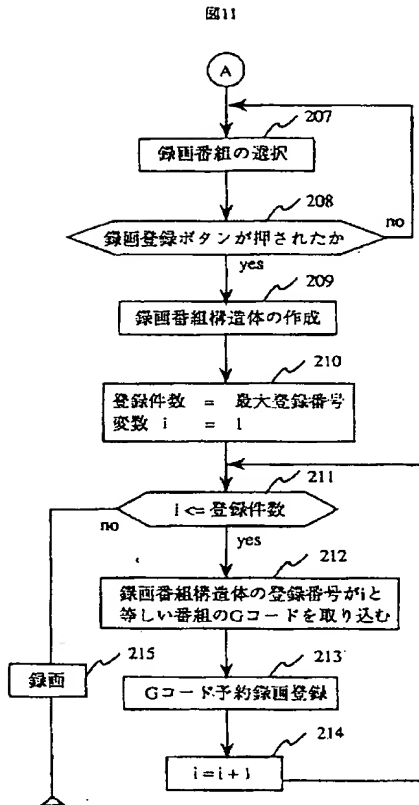 図11
A
207
録画番組の選択
208
録画登録ボタンが押されたか
no
yes
209
録画番組構造体の作成
210
登録件数 = 最大登録番号
変数 i = 1
211
i <= 登録件数
no
yes
212
録画番組構造体の登録番号がiと
等しい番組のGコードを取り込む
215
録画
213
Gコード予約録画登録
214
i = i + 1